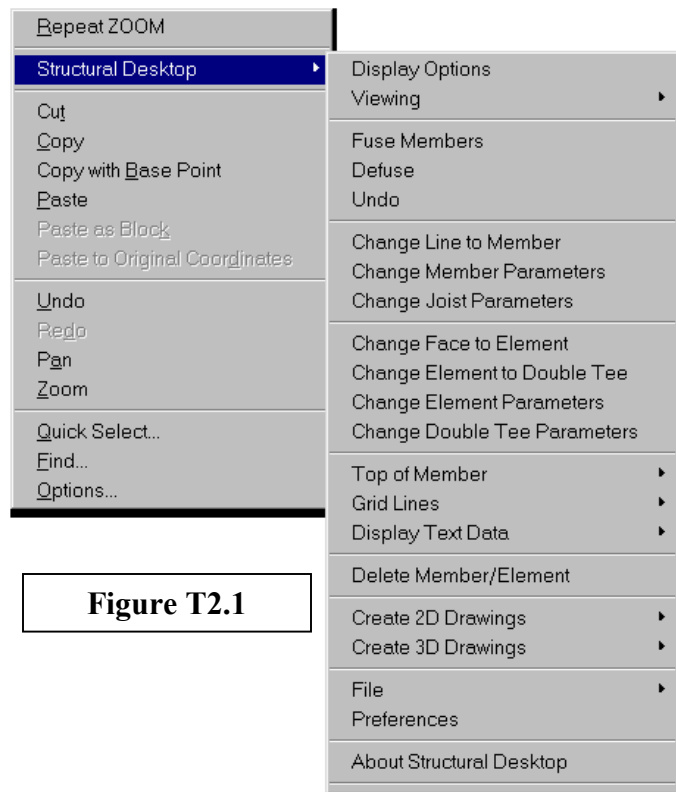 Repeat ZOOM
Structural Desktop
Cut
Copy
Copy with Base Point
Paste
Paste as Block
Paste to Original Coordinates
Undo
Redo
Pan
Zoom
Quick Select...
Find...
Options...
Display Options
Viewing
Fuse Members
Defuse
Undo
Change Line to Member
Change Member Parameters
Change Joist Parameters
Change Face to Element
Change Element to Double Tee
Change Element Parameters
Change Double Tee Parameters
Top of Member
Grid Lines
Display Text Data
Delete Member/Element
Create 2D Drawings
Create 3D Drawings
File
Preferences
About Structural Desktop
Figure T2.1